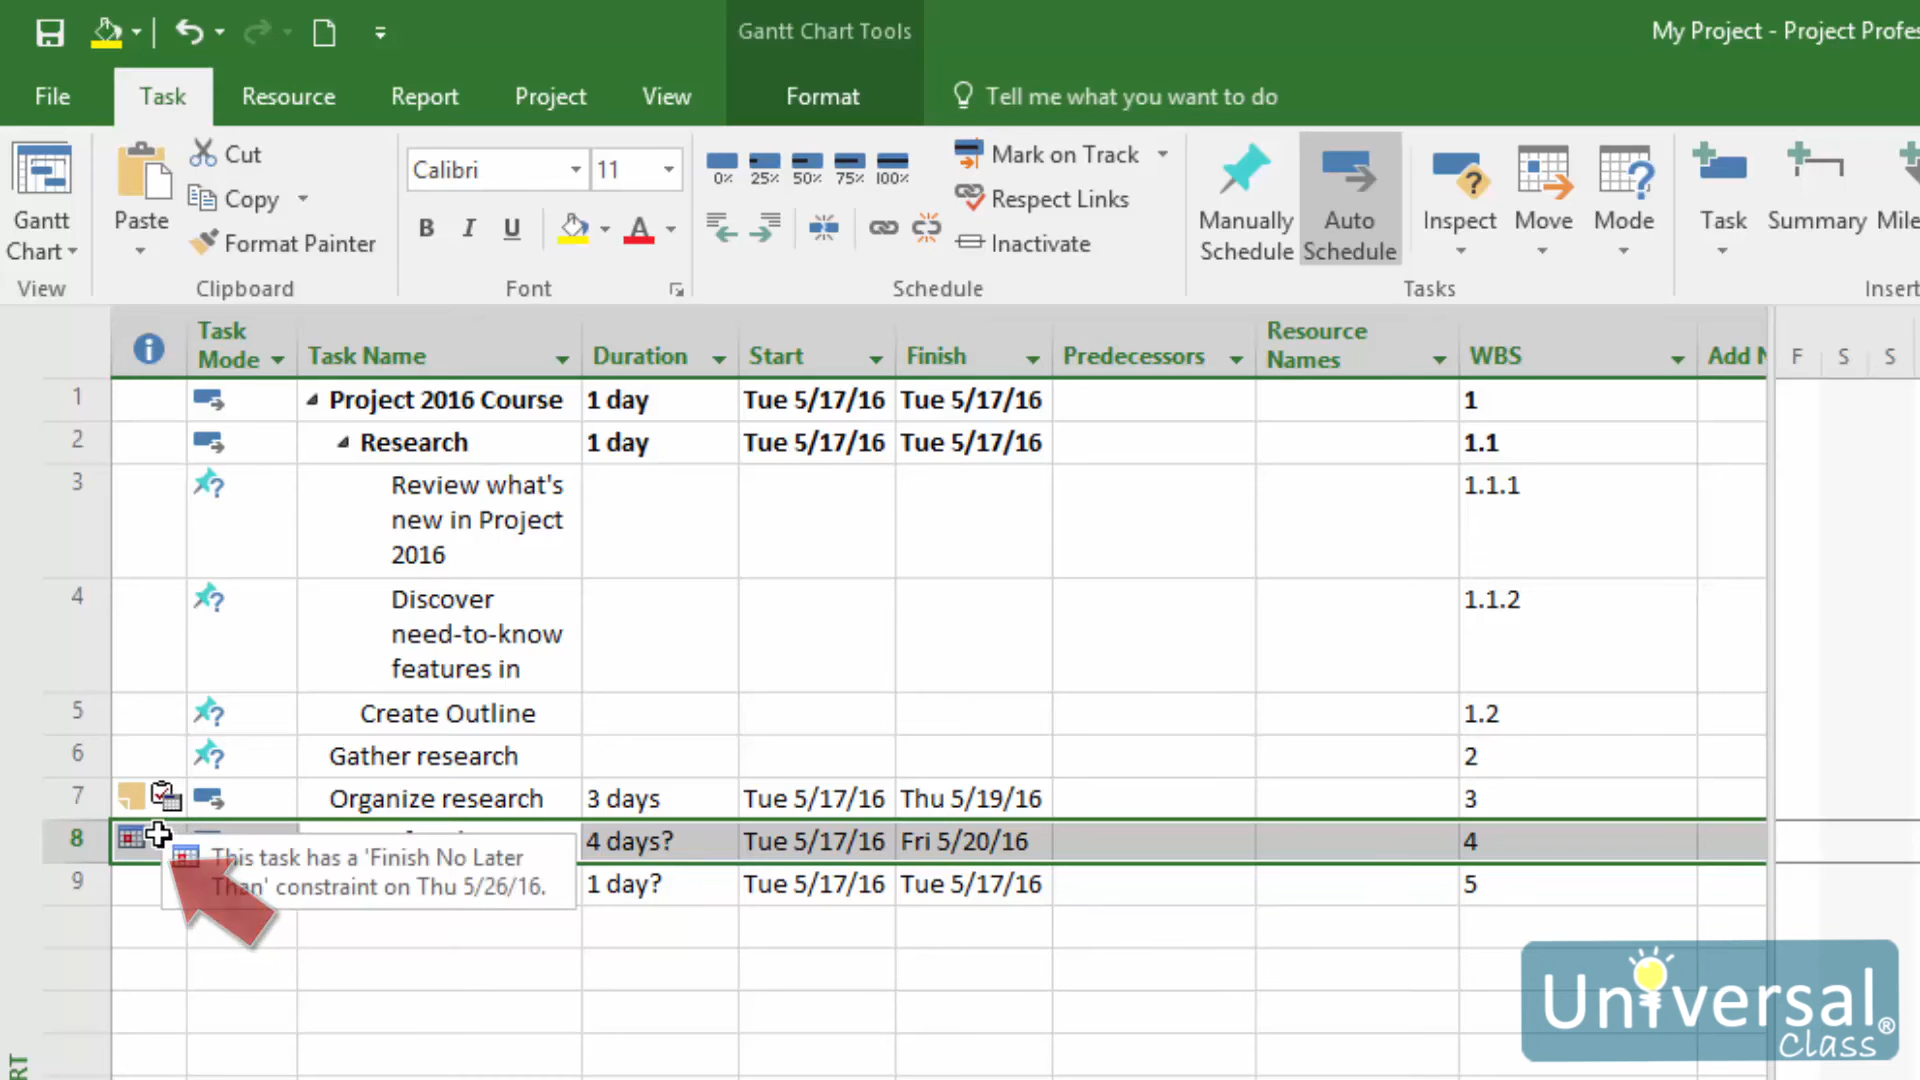 Gantt Chart Tools
My Project - Project Profes
File Task Resource Report Project View Format Tell me what you want to do
Gantt Chart
View
Paste
Cut
Copy
Format Painter
Clipboard
Calibri 11
B I U A
Font
0% 25% 50% 75% 100%
Mark on Track
Respect Links
Inactivate
Schedule
Manually Schedule
Auto Schedule
Inspect
Move
Mode
Tasks
Task
Summary
Mile
Insert
Task Mode Task Name Duration Start Finish Predecessors Resource Names WBS Add N F S S
1 Project 2016 Course 1 day Tue 5/17/16 Tue 5/17/16 1
2 Research 1 day Tue 5/17/16 Tue 5/17/16 1.1
3 Review what's 1.1.1
new in Project
2016
4 Discover 1.1.2
need-to-know
features in
5 Create Outline 1.2
6 Gather research 2
7 Organize research 3 days Tue 5/17/16 Thu 5/19/16 3
8 4 days? Tue 5/17/16 Fri 5/20/16 4
This task has a 'Finish No Later
Than' constraint on Thu 5/26/16.
9 1 day? Tue 5/17/16 Tue 5/17/16 5
Universal®
Class
RT